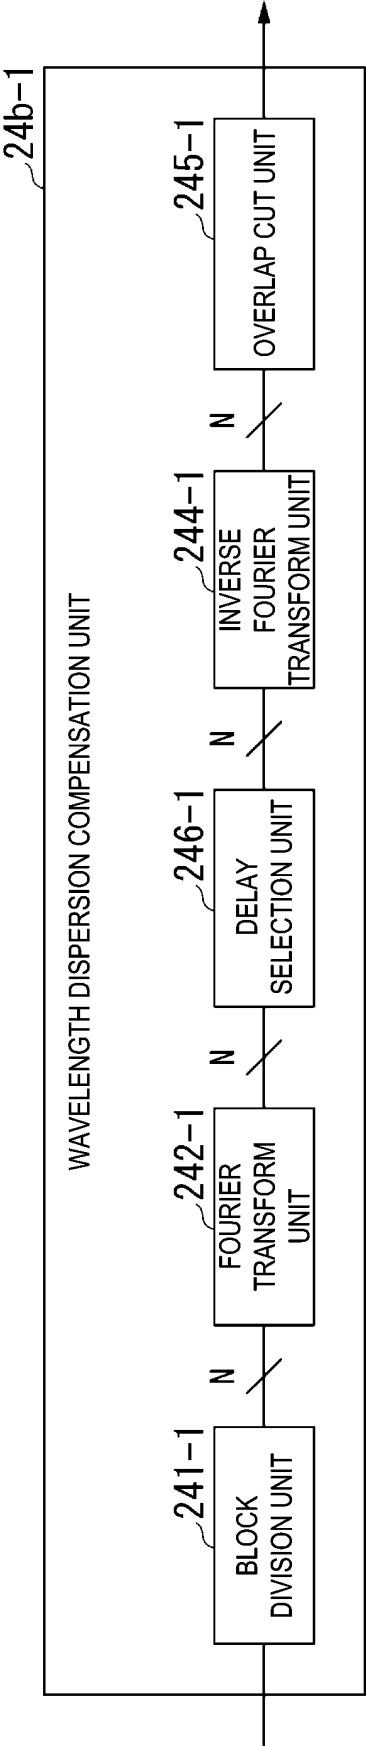 24b-1
WAVELENGTH DISPERSION COMPENSATION UNIT
241-1
BLOCK
DIVISION UNIT
N
242-1
FOURIER
TRANSFORM
UNIT
N
246-1
DELAY
SELECTION UNIT
N
244-1
INVERSE
FOURIER
TRANSFORM UNIT
N
245-1
OVERLAP CUT UNIT